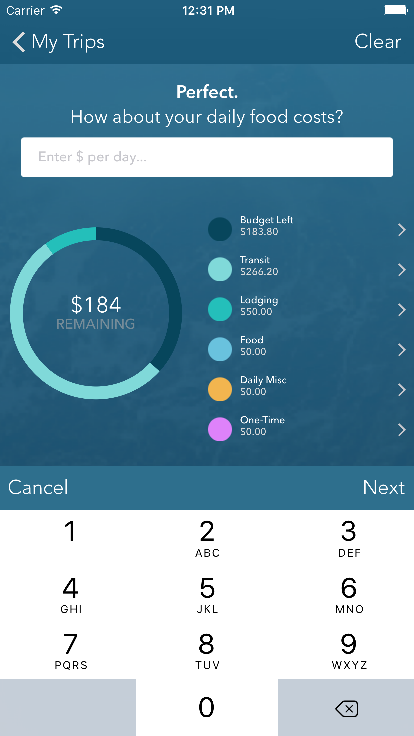 Carrier 12:31 PM
My Trips Clear
Perfect.
How about your daily food costs?
Enter $ per day...
Budget Left
$183.80
Transit
$266.20
$184
REMAINING
Lodging
$50.00
Food
$0.00
Daily Misc
$0.00
One-Time
$0.00
Cancel Next
1 2 3
ABC DEF
4 5 6
GHI JKL MNO
7 8 9
PQRS TUV WXYZ
0